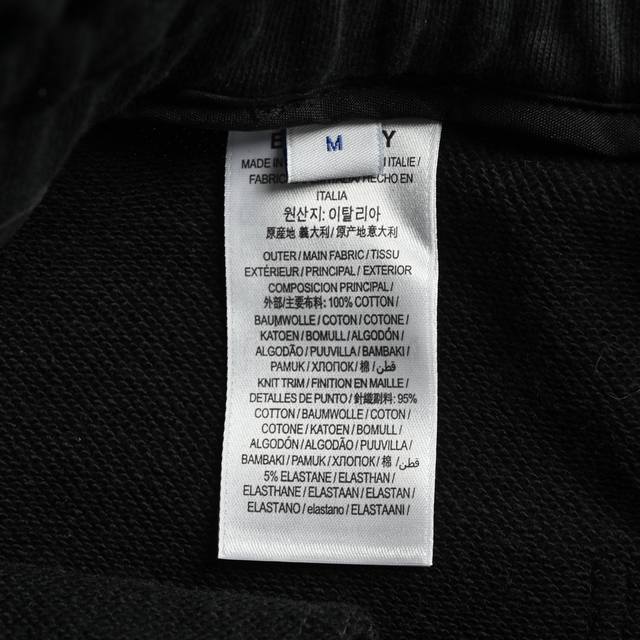 M
MADE IN ITALIE /
FABRIC HECHO EN
ITALIA
원산지: 이탈리아
原産地 義大利 / 原产地意大利
OUTER / MAIN FABRIC / TISSU
EXTÉRIEUR / PRINCIPAL / EXTERIOR
COMPOSICION PRINCIPAL /
外部/主要布料: 100% COTTON /
BAUMWOLLE / COTON / COTONE /
KATOEN / BOMULL / ALGODÓN /
ALGODÃO / PUUVILLA / BAMBAKI /
PAMUK / ХЛОПОК / 棉 / قطن /
KNIT TRIM / FINITION EN MAILLE /
DETALLES DE PUNTO / 針織刷料: 95%
COTTON / BAUMWOLLE / COTON /
COTONE / KATOEN / BOMULL /
ALGODÓN / ALGODÃO / PUUVILLA /
BAMBAKI / PAMUK / ХЛОПОК / 棉 / قطن /
5% ELASTANE / ELASTHAN /
ELASTHANE / ELASTAAN / ELASTAN /
ELASTANO / elastano / ELASTAANI /